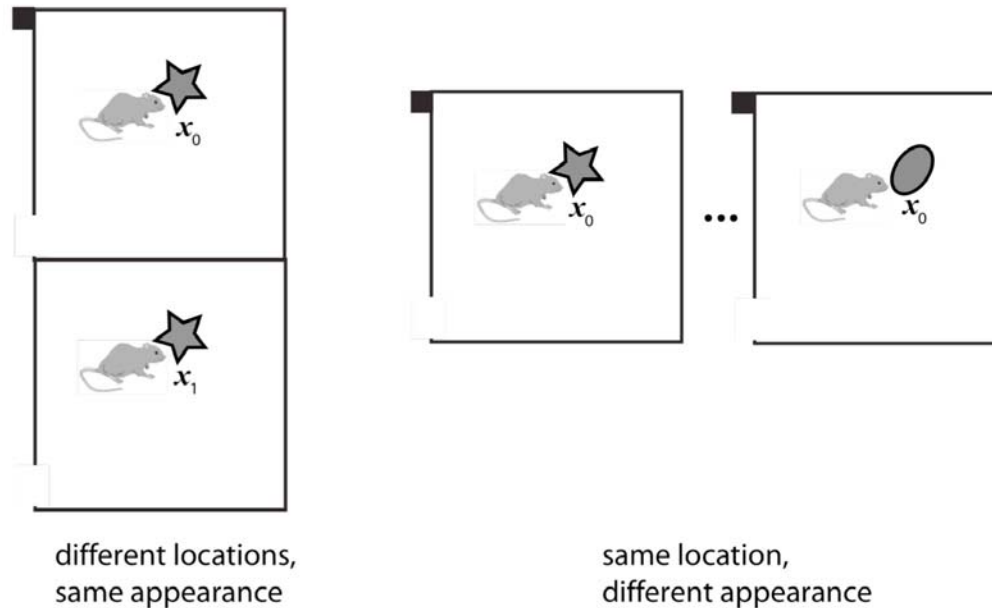 x₀
x₁
x₀
...
x₀
different locations,
same appearance
same location,
different appearance